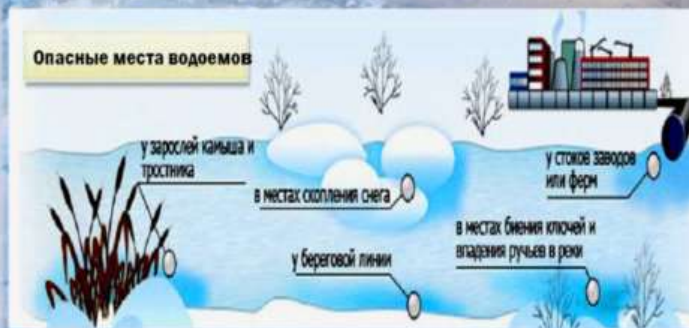 Опасные места водоемов
у зарослей камыша и
тростника
в местах скопления снега
у стоков заводов
или ферм
у береговой линии
в местах биения ключей и
впадения ручьев в реки